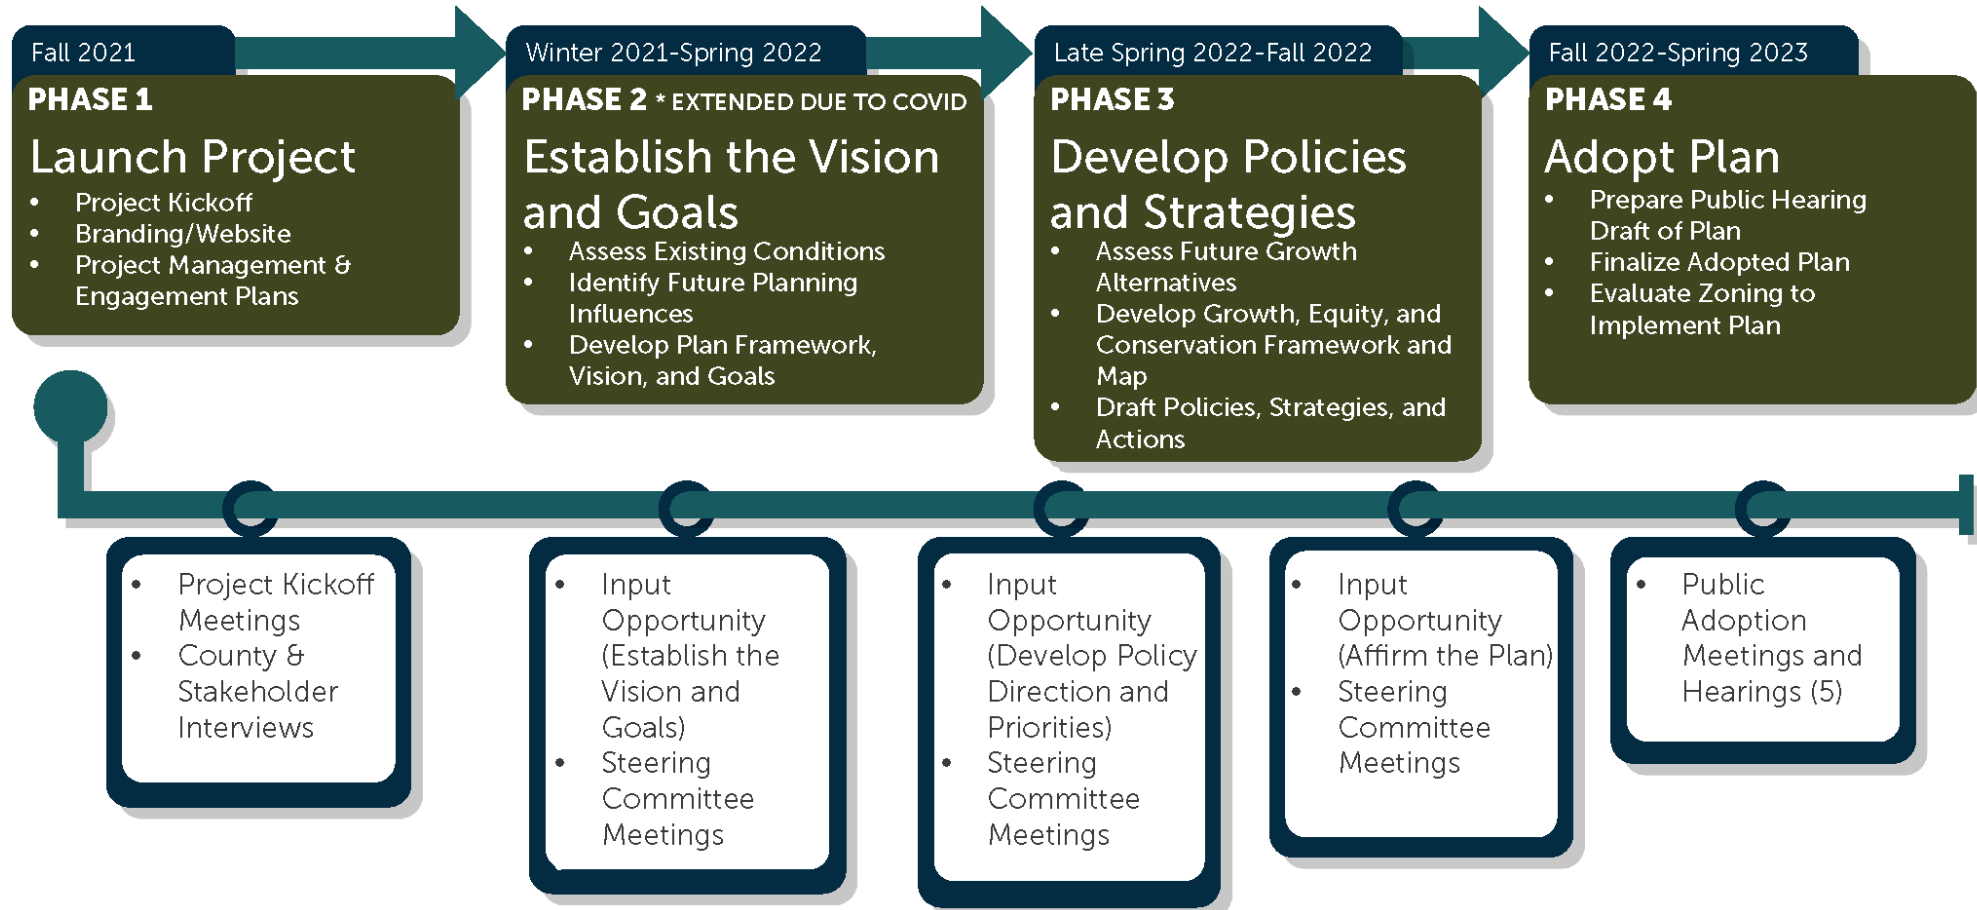 Fall 2021
PHASE 1
Launch Project
• Project Kickoff
• Branding/Website
• Project Management &
Engagement Plans
Winter 2021-Spring 2022
PHASE 2 * EXTENDED DUE TO COVID
Establish the Vision
and Goals
• Assess Existing Conditions
• Identify Future Planning
Influences
• Develop Plan Framework,
Vision, and Goals
Late Spring 2022-Fall 2022
PHASE 3
Develop Policies
and Strategies
• Assess Future Growth
Alternatives
• Develop Growth, Equity, and
Conservation Framework and
Map
• Draft Policies, Strategies, and
Actions
Fall 2022-Spring 2023
PHASE 4
Adopt Plan
• Prepare Public Hearing
Draft of Plan
• Finalize Adopted Plan
• Evaluate Zoning to
Implement Plan
• Project Kickoff
Meetings
• County &
Stakeholder
Interviews
• Input
Opportunity
(Establish the
Vision and
Goals)
• Steering
Committee
Meetings
• Input
Opportunity
(Develop Policy
Direction and
Priorities)
• Steering
Committee
Meetings
• Input
Opportunity
(Affirm the Plan)
• Steering
Committee
Meetings
• Public
Adoption
Meetings and
Hearings (5)